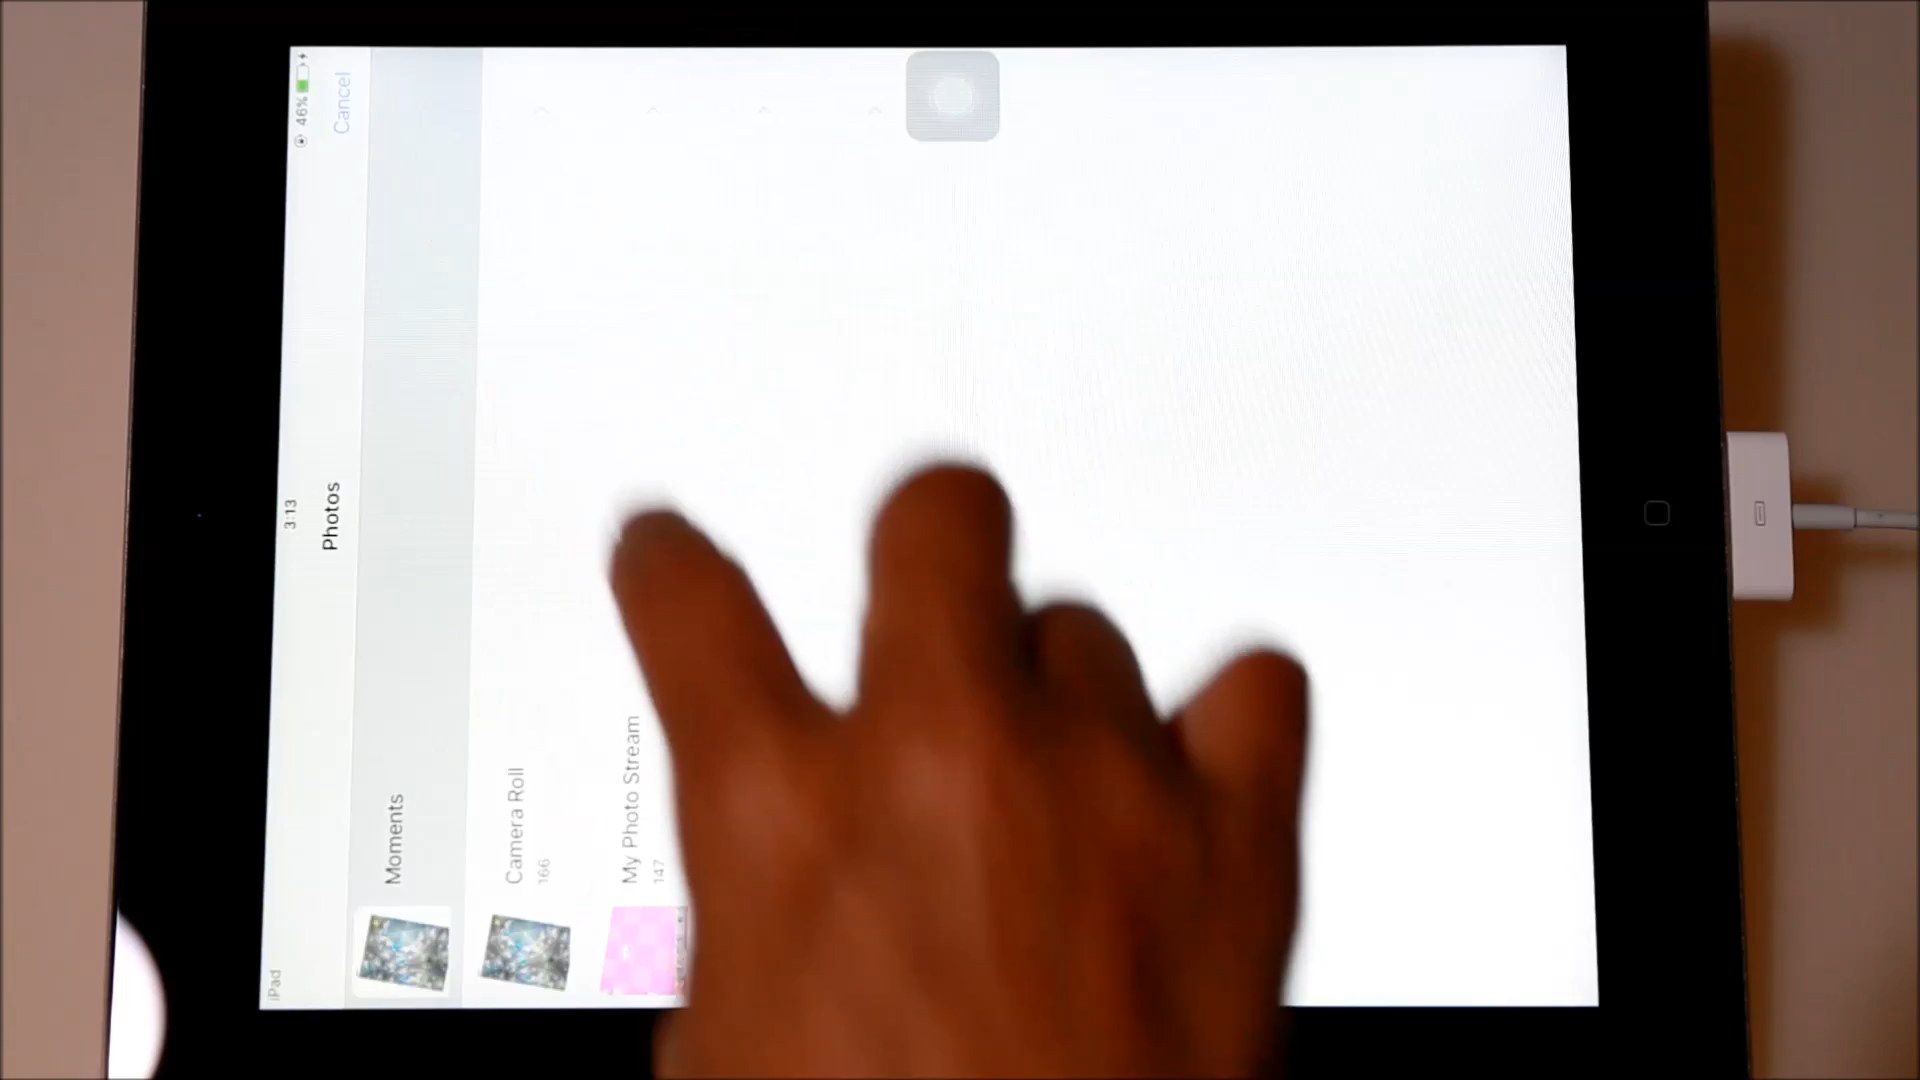 iPad
3:13
46%
Photos
Cancel
Moments
Camera Roll
166
My Photo Stream
147